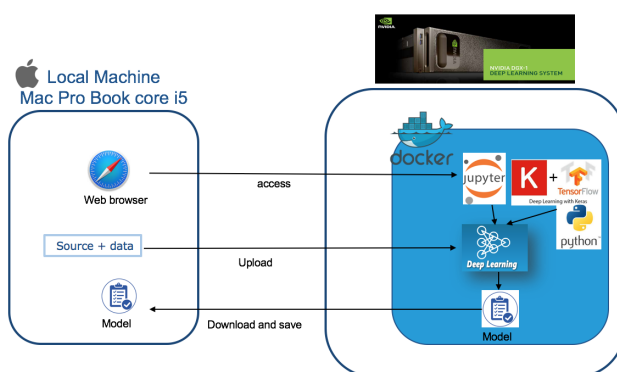 NVIDIA
NVIDIA DGX-1
DEEP LEARNING SYSTEM
Local Machine
Mac Pro Book core i5
docker
Web browser
access
jupyter
K + TensorFlow
Deep Learning with Keras
python
Source + data
Upload
Deep Learning
Model
Download and save
Model